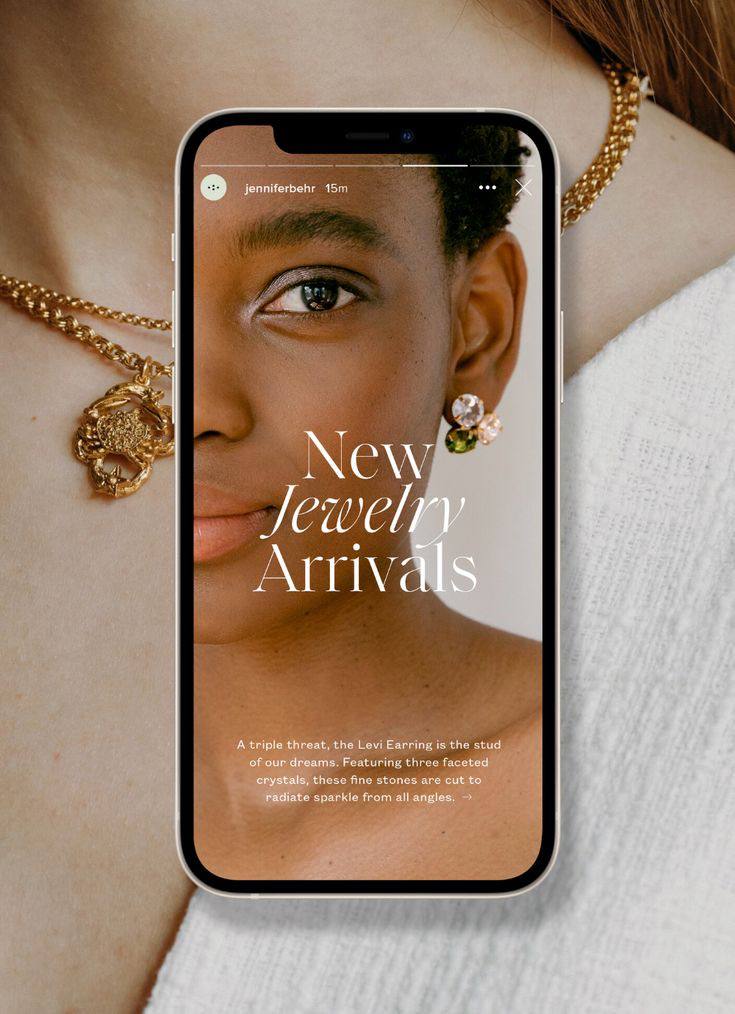 jenniferbehr 15m
New
Jewelry
Arrivals
A triple threat, the Levi Earring is the stud
of our dreams. Featuring three faceted
crystals, these fine stones are cut to
radiate sparkle from all angles. →